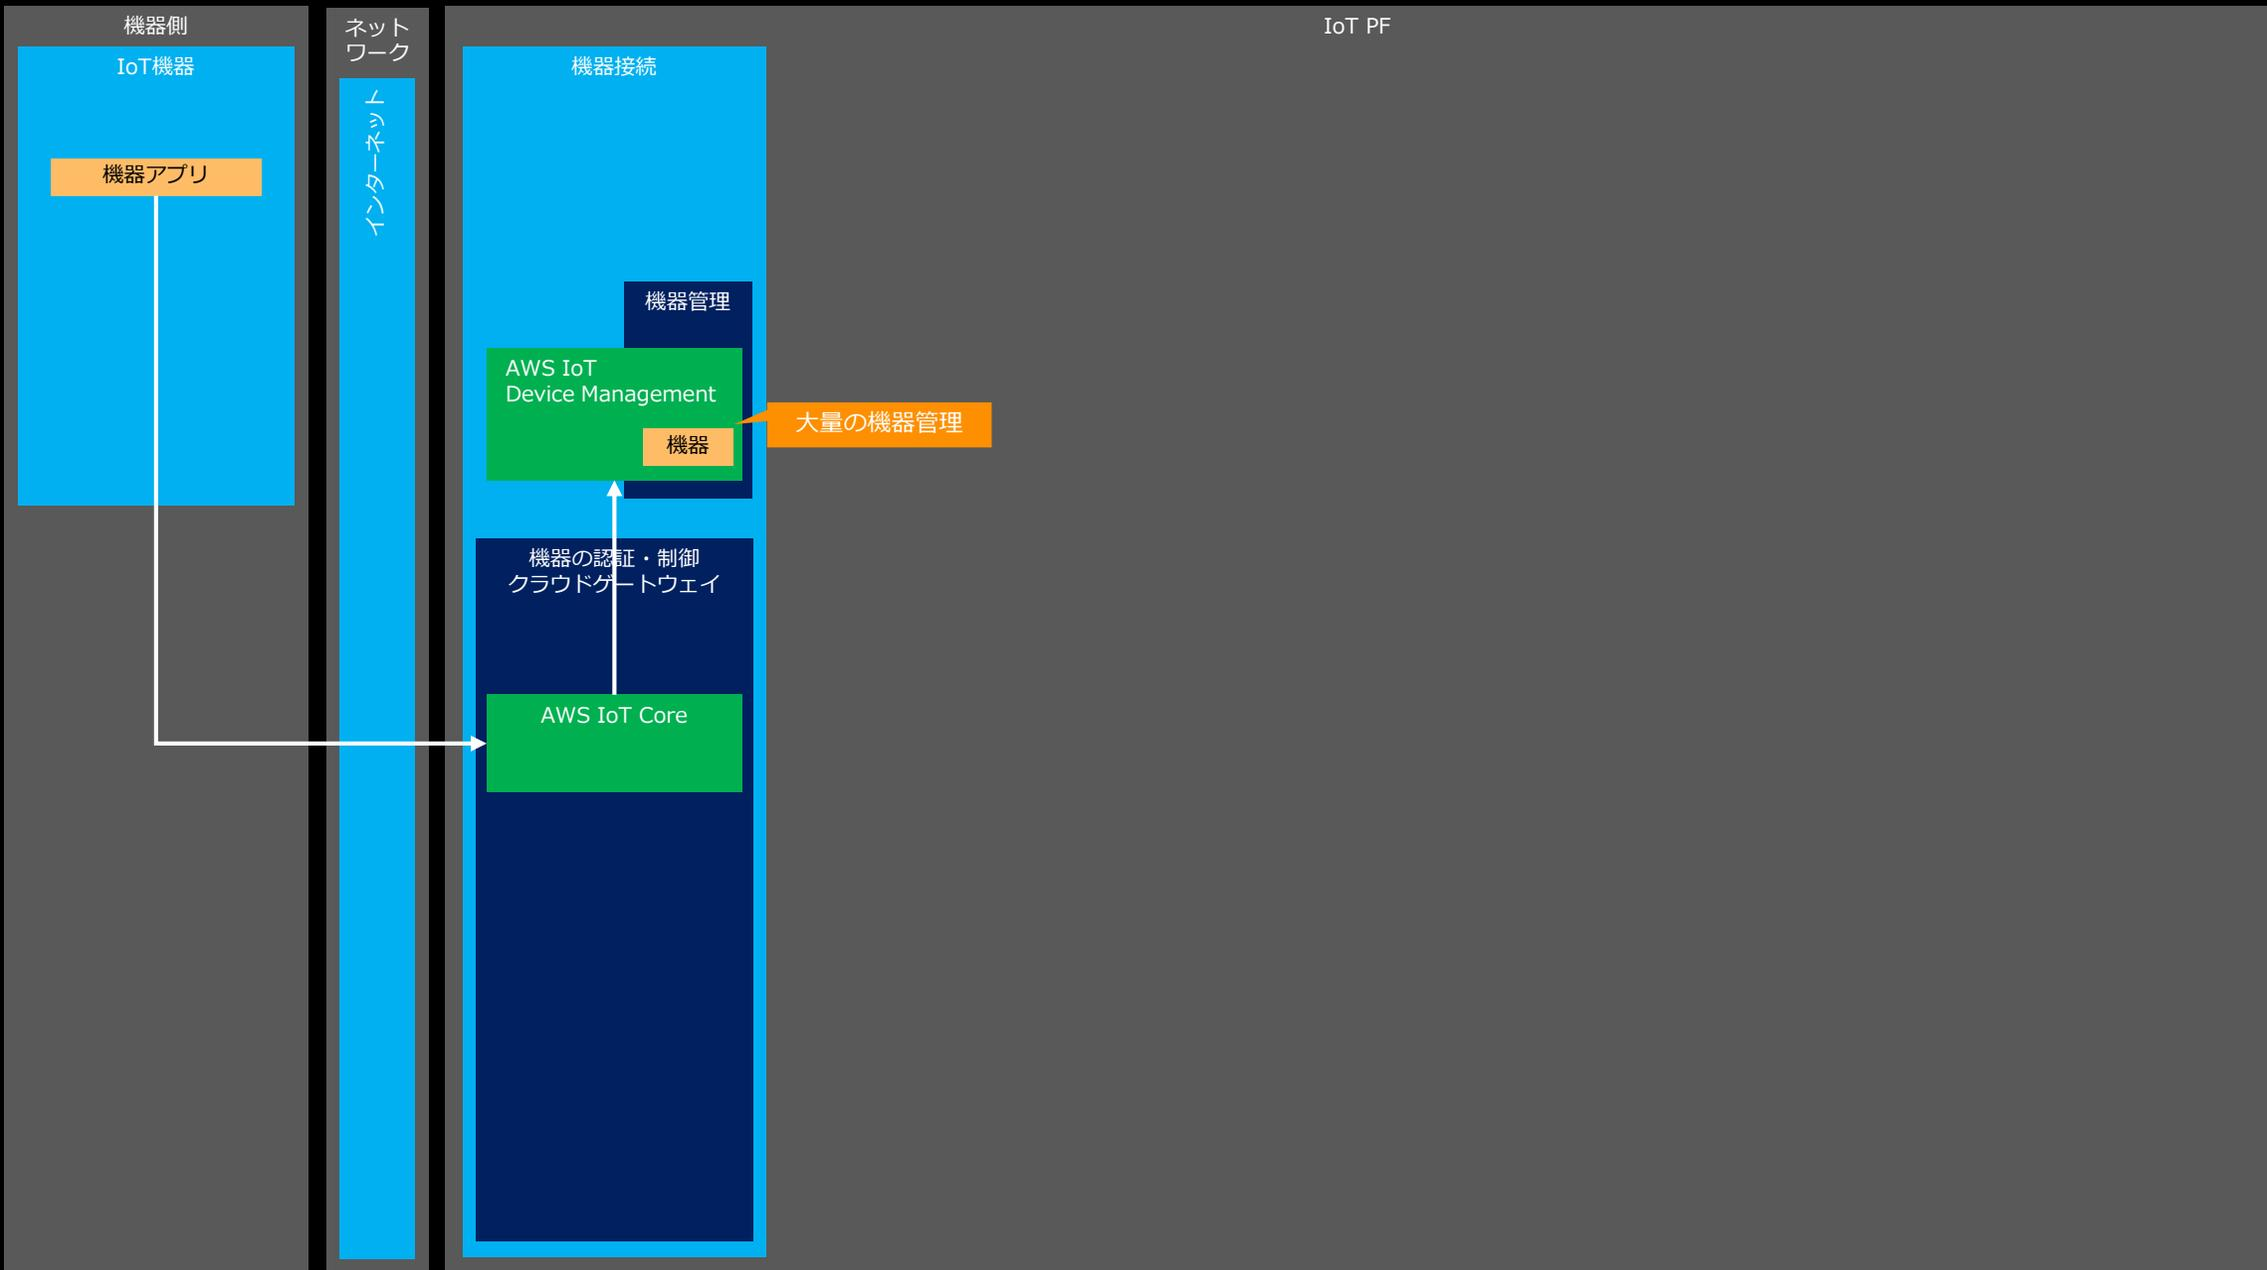 機器側
IoT機器
機器アプリ
ネット
ワーク
インターネット
IoT PF
機器接続
機器管理
AWS IoT
Device Management
機器
大量の機器管理
機器の認証・制御
クラウドゲートウェイ
AWS IoT Core